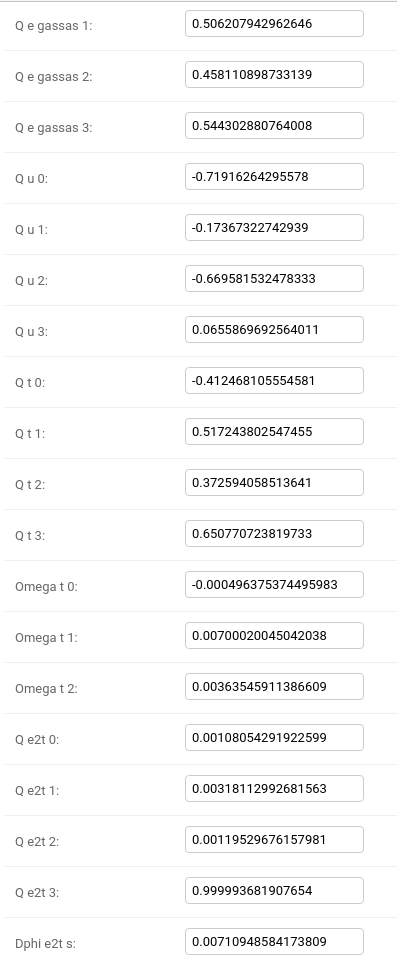 Q e gassas 1: 0.506207942962646
Q e gassas 2: 0.458110898733139
Q e gassas 3: 0.544302880764008
Q u 0: -0.71916264295578
Q u 1: -0.17367322742939
Q u 2: -0.669581532478333
Q u 3: 0.0655869692564011
Q t 0: -0.412468105554581
Q t 1: 0.517243802547455
Q t 2: 0.372594058513641
Q t 3: 0.650770723819733
Omega t 0: -0.000496375374495983
Omega t 1: 0.00700020045042038
Omega t 2: 0.00363545911386609
Q e2t 0: 0.00108054291922599
Q e2t 1: 0.00318112992681563
Q e2t 2: 0.00119529676157981
Q e2t 3: 0.999993681907654
Dphi e2t s: 0.00710948584173809